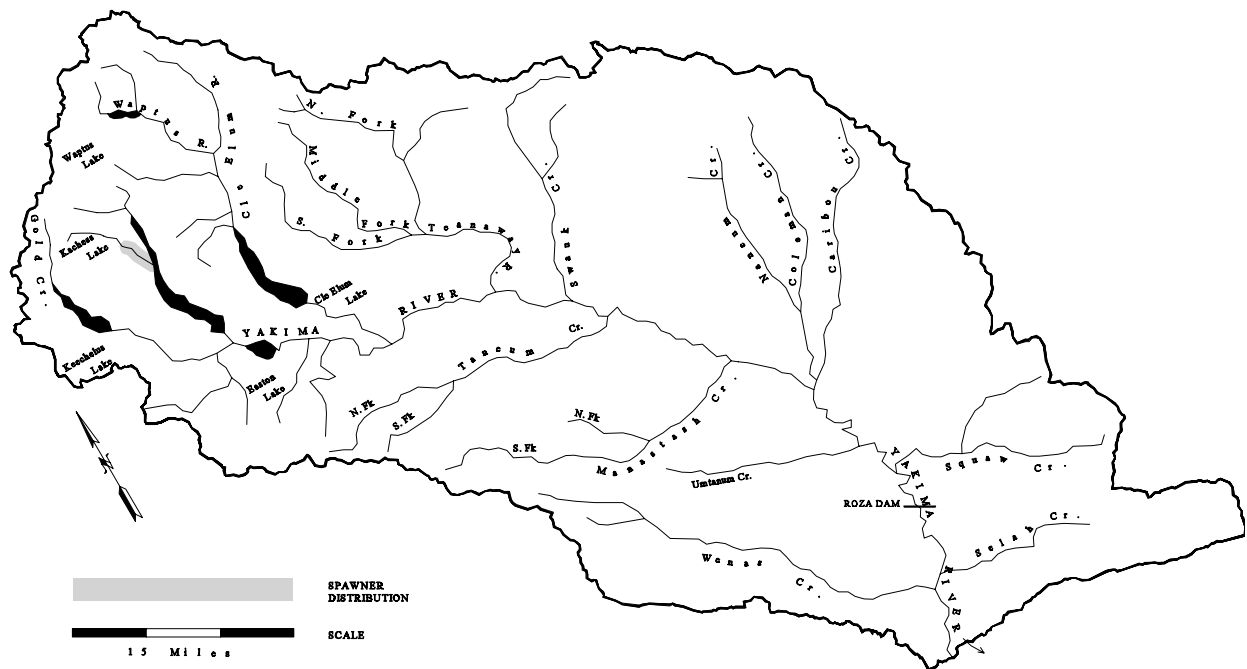 Waptus R.
Wapius
Lake
Cle Elum R.
N. Fork
Middle
Fork
S. Fork
Teanaway R.
Swauk Cr.
Naneum Cr.
Coleman Cr.
Caribou Cr.
Gold Cr.
Kachess
Lake
Keechelus
Lake
Cle Elum
Lake
YAKIMA RIVER
Easton
Lake
Taneum Cr.
N. Fk
S. Fk
Manastash Cr.
N. Fk
S. Fk
Umtanum Cr.
YAKIMA RIVER
Squaw Cr.
ROZA DAM
Selah Cr.
Wenas Cr.
N
SPAWNER
DISTRIBUTION
SCALE
15 Miles